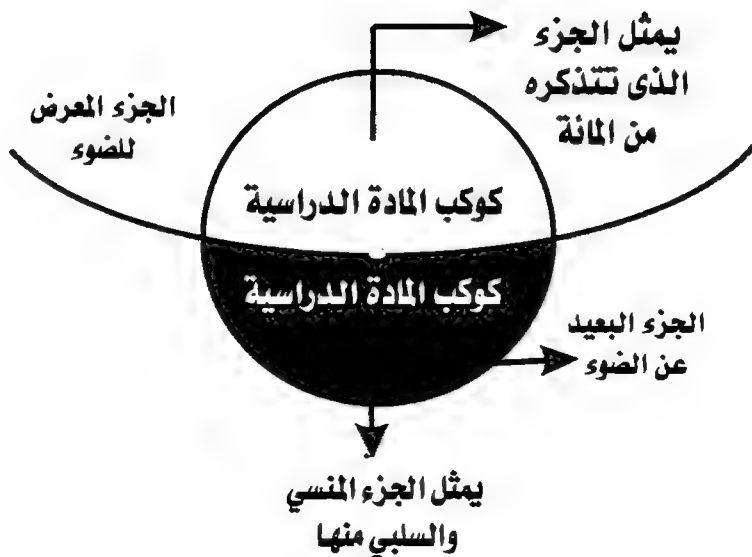 يمثل الجزء
الذى تتذكره
من المائة
الجزء المعرض
للضوء
كوكب المادة الدراسية
كوكب المادة الدراسية
الجزء البعيد
عن الضوء
يمثل الجزء المنسي
والسلبي منها